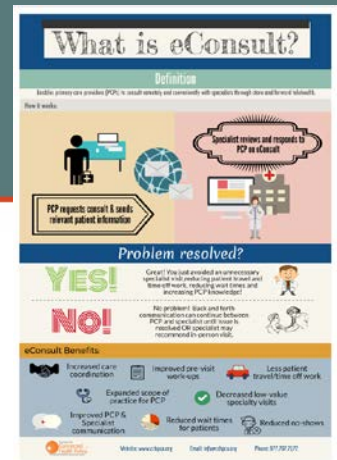 What is eConsult?
Definition
Enables primary care providers (PCPs) to consult remotely and conveniently with specialists through store and forward telehealth.
How it works:
Specialist reviews and responds to
PCP on eConsult
PCP requests consult & sends
relevant patient information
Problem resolved?
YES!
Great! You just avoided an unnecessary
specialist visit reducing patient travel and
time off work, reducing wait times and
increasing PCP knowledge!
NO!
No problem! Back and forth
communication can continue between
PCP and specialist until issue is
resolved OR specialist may
recommend in-person visit.
eConsult Benefits:
Increased care
coordination
Improved pre-visit
work-ups
Less patient
travel/time off work
Expanded scope of
practice for PCP
Decreased low-value
specialty visits
Improved PCP &
Specialist
communication
Reduced wait times
for patients
Reduced no-shows